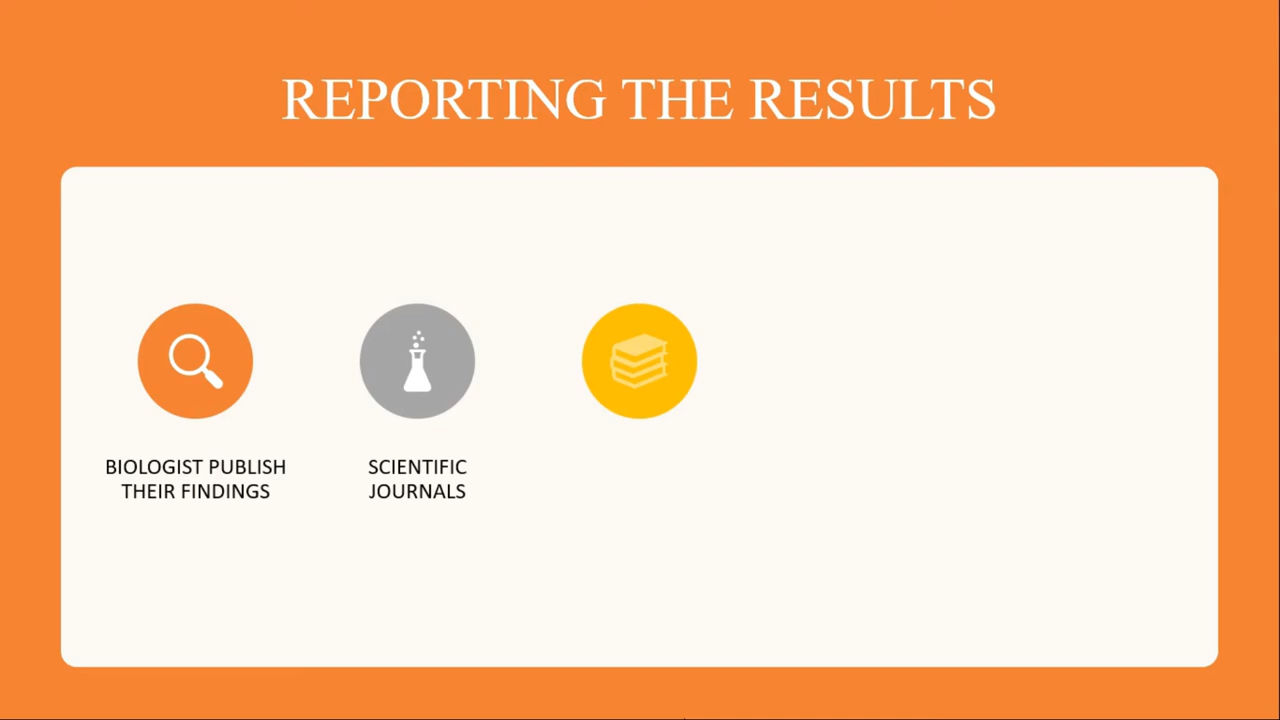 REPORTING THE RESULTS
BIOLOGIST PUBLISH
THEIR FINDINGS
SCIENTIFIC
JOURNALS